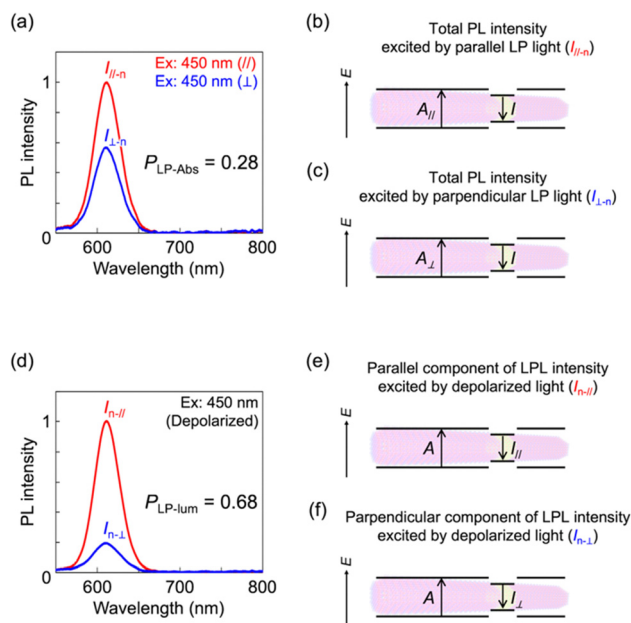 (a)
Ex: 450 nm (//)
Ex: 450 nm (⊥)
I//-n
I⊥-n
P_LP-Abs = 0.28
PL intensity
1
0
600 700 800
Wavelength (nm)
(b)
Total PL intensity
excited by parallel LP light (I//-n)
E
A//
I
(c)
Total PL intensity
excited by parpendicular LP light (I⊥-n)
E
A⊥
I
(d)
Ex: 450 nm
(Depolarized)
In-//
In-⊥
P_LP-lum = 0.68
PL intensity
1
0
600 700 800
Wavelength (nm)
(e)
Parallel component of LPL intensity
excited by depolarized light (In-//)
E
A
I//
(f)
Parpendicular component of LPL intensity
excited by depolarized light (In-⊥)
E
A
I⊥